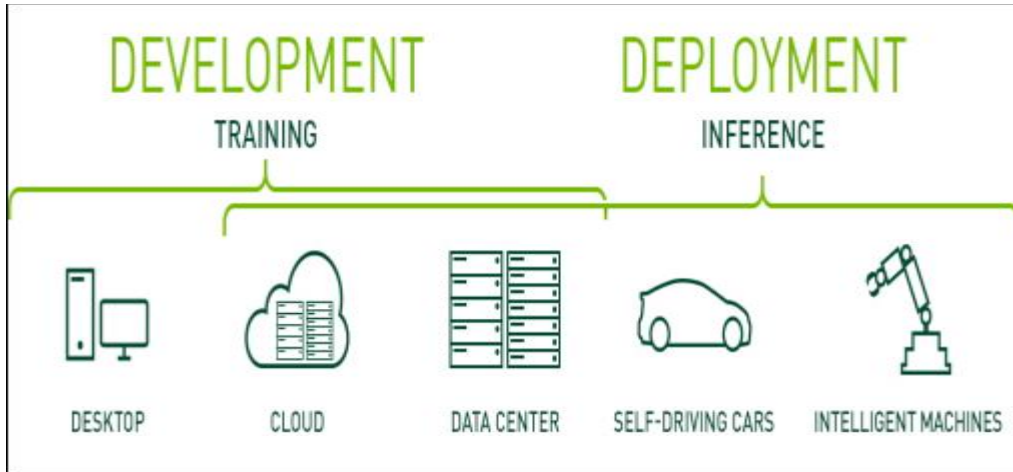 DEVELOPMENT
DEPLOYMENT
TRAINING
INFERENCE
DESKTOP
CLOUD
DATA CENTER
SELF-DRIVING CARS
INTELLIGENT MACHINES